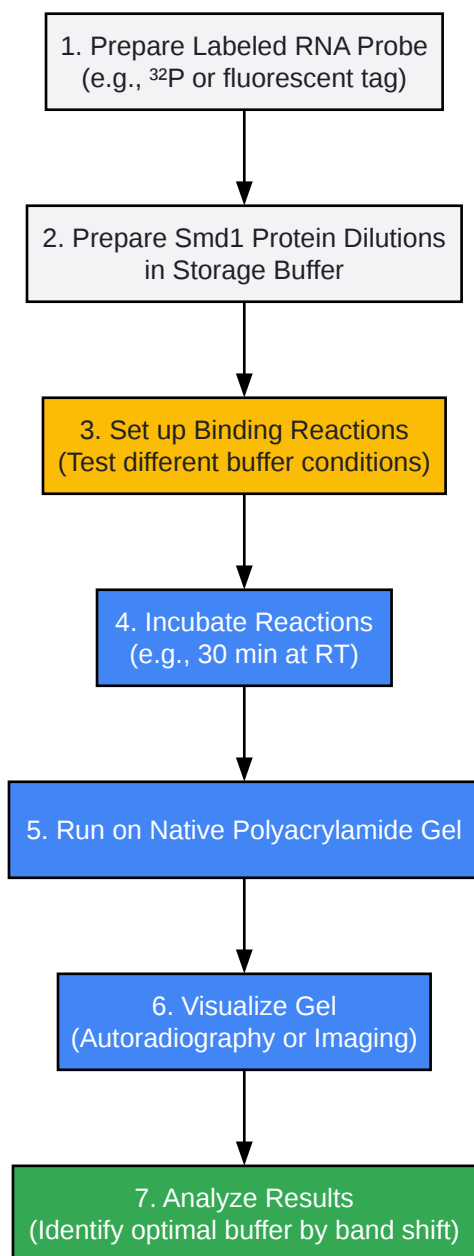 1. Prepare Labeled RNA Probe
(e.g., ³²P or fluorescent tag)
2. Prepare Smd1 Protein Dilutions
in Storage Buffer
3. Set up Binding Reactions
(Test different buffer conditions)
4. Incubate Reactions
(e.g., 30 min at RT)
5. Run on Native Polyacrylamide Gel
6. Visualize Gel
(Autoradiography or Imaging)
7. Analyze Results
(Identify optimal buffer by band shift)